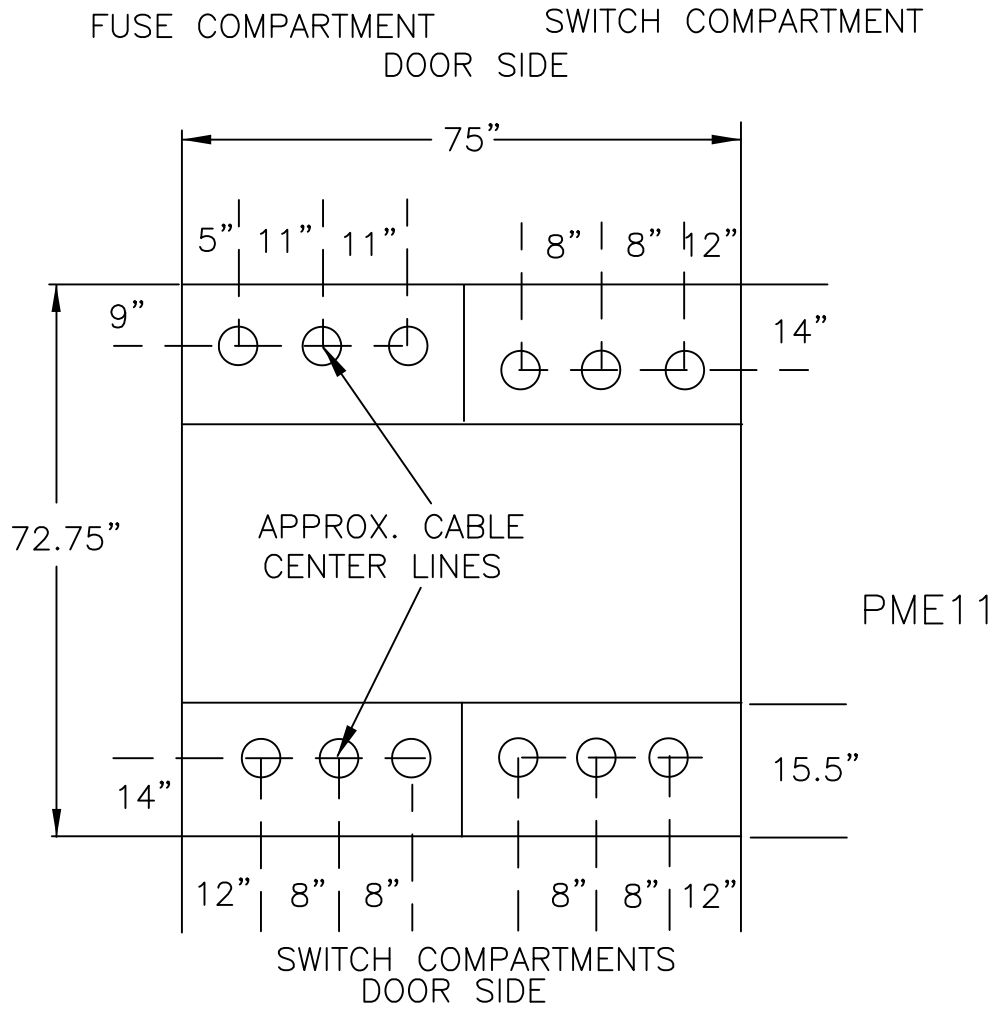 FUSE COMPARTMENT SWITCH COMPARTMENT
DOOR SIDE
75”
5” 11” 11” 8” 8” 12”
9” 14”
72.75” APPROX. CABLE
CENTER LINES
PME11
14” 15.5”
12” 8” 8” 8” 8” 12”
SWITCH COMPARTMENTS
DOOR SIDE